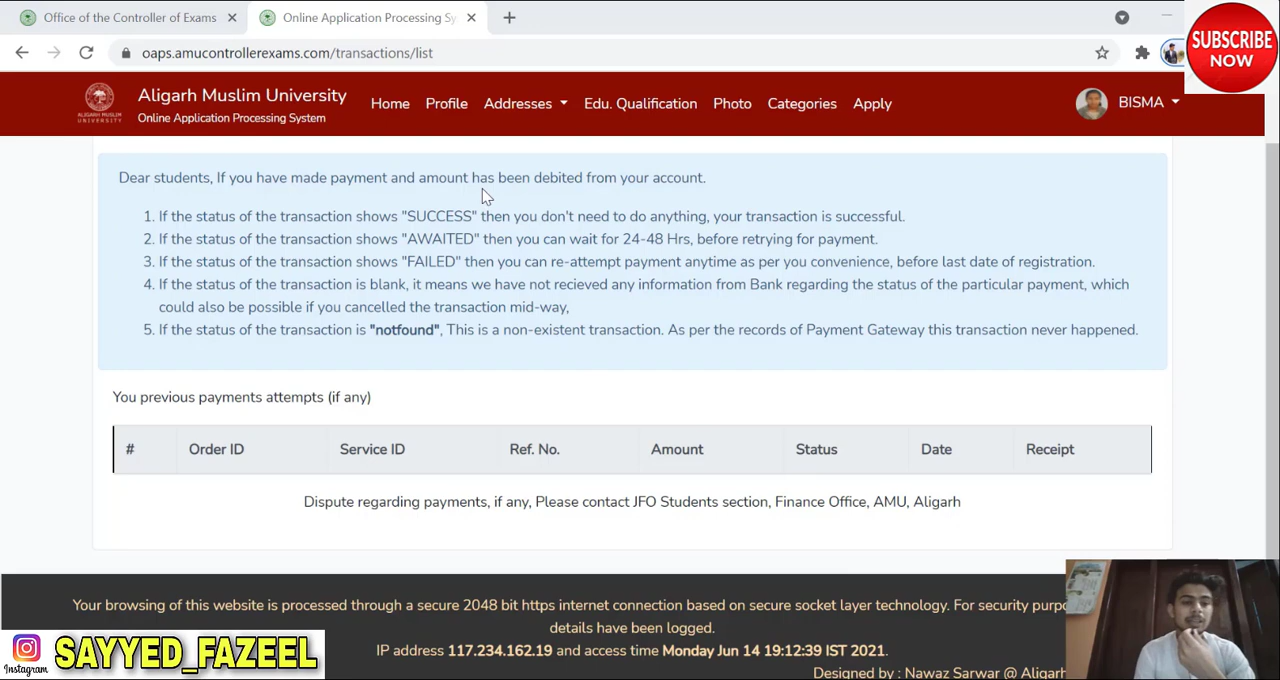 Office of the Controller of Exams
Online Application Processing Sy
oaps.amucontrollerexams.com/transactions/list
SUBSCRIBE
NOW
ALIGARH MUSLIM
UNIVERSITY
Aligarh Muslim University
Online Application Processing System
Home Profile Addresses Edu. Qualification Photo Categories Apply
BISMA
Dear students, If you have made payment and amount has been debited from your account.
1. If the status of the transaction shows "SUCCESS" then you don't need to do anything, your transaction is successful.
2. If the status of the transaction shows "AWAITED" then you can wait for 24-48 Hrs, before retrying for payment.
3. If the status of the transaction shows "FAILED" then you can re-attempt payment anytime as per you convenience, before last date of registration.
4. If the status of the transaction is blank, it means we have not recieved any information from Bank regarding the status of the particular payment, which
could also be possible if you cancelled the transaction mid-way,
5. If the status of the transaction is "notfound", This is a non-existent transaction. As per the records of Payment Gateway this transaction never happened.
You previous payments attempts (if any)
# Order ID Service ID Ref. No. Amount Status Date Receipt
Dispute regarding payments, if any, Please contact JFO Students section, Finance Office, AMU, Aligarh
Your browsing of this website is processed through a secure 2048 bit https internet connection based on secure socket layer technology. For security purpo
details have been logged.
IP address 117.234.162.19 and access time Monday Jun 14 19:12:39 IST 2021.
Designed by : Nawaz Sarwar @ Aligarh
Instagram
SAYYED_FAZEEL